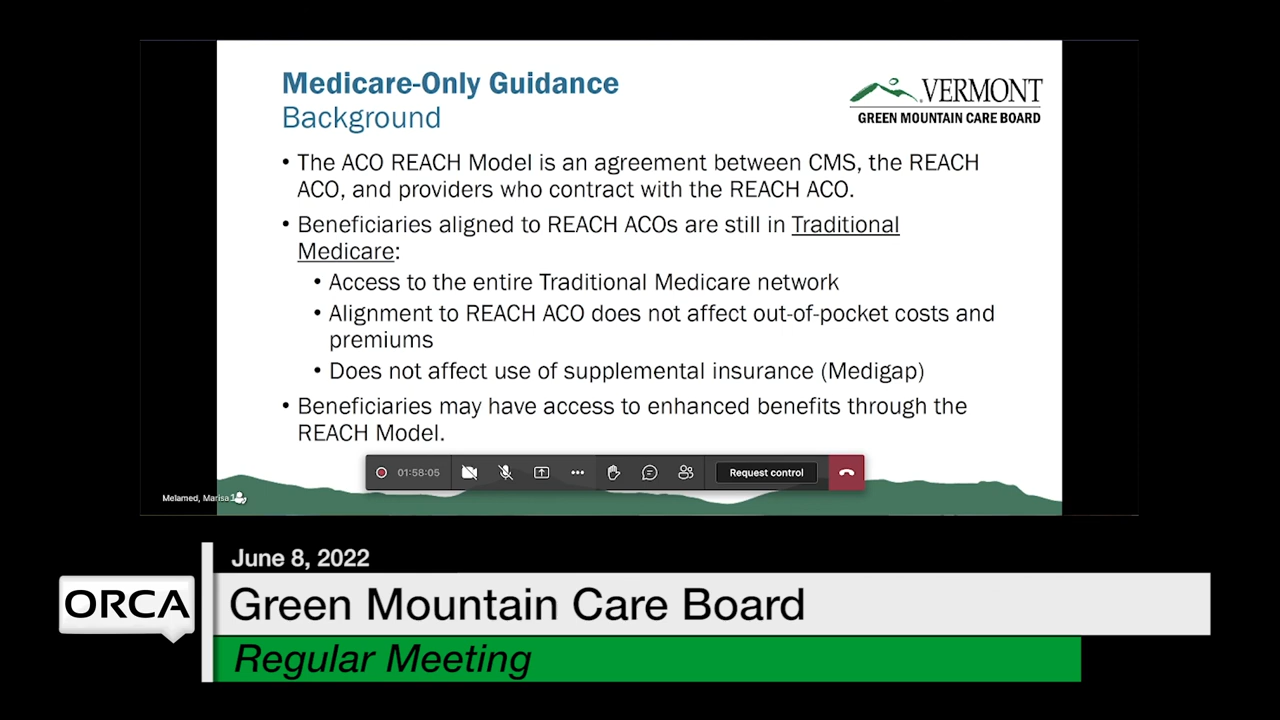 Medicare-Only Guidance
Background
VERMONT
GREEN MOUNTAIN CARE BOARD
• The ACO REACH Model is an agreement between CMS, the REACH
ACO, and providers who contract with the REACH ACO.
• Beneficiaries aligned to REACH ACOs are still in Traditional
Medicare:
• Access to the entire Traditional Medicare network
• Alignment to REACH ACO does not affect out-of-pocket costs and
premiums
• Does not affect use of supplemental insurance (Medigap)
• Beneficiaries may have access to enhanced benefits through the
REACH Model.
01:58:05
Request control
Melamed, Marisa
June 8, 2022
ORCA
Green Mountain Care Board
Regular Meeting